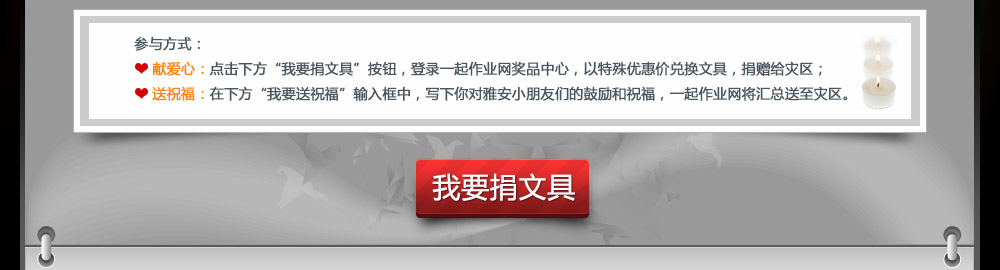 参与方式：
❤ 献爱心：点击下方“我要捐文具”按钮，登录一起作业网奖品中心，以特殊优惠价兑换文具，捐赠给灾区；
❤ 送祝福：在下方“我要送祝福”输入框中，写下你对雅安小朋友们的鼓励和祝福，一起作业网将汇总送至灾区。
我要捐文具